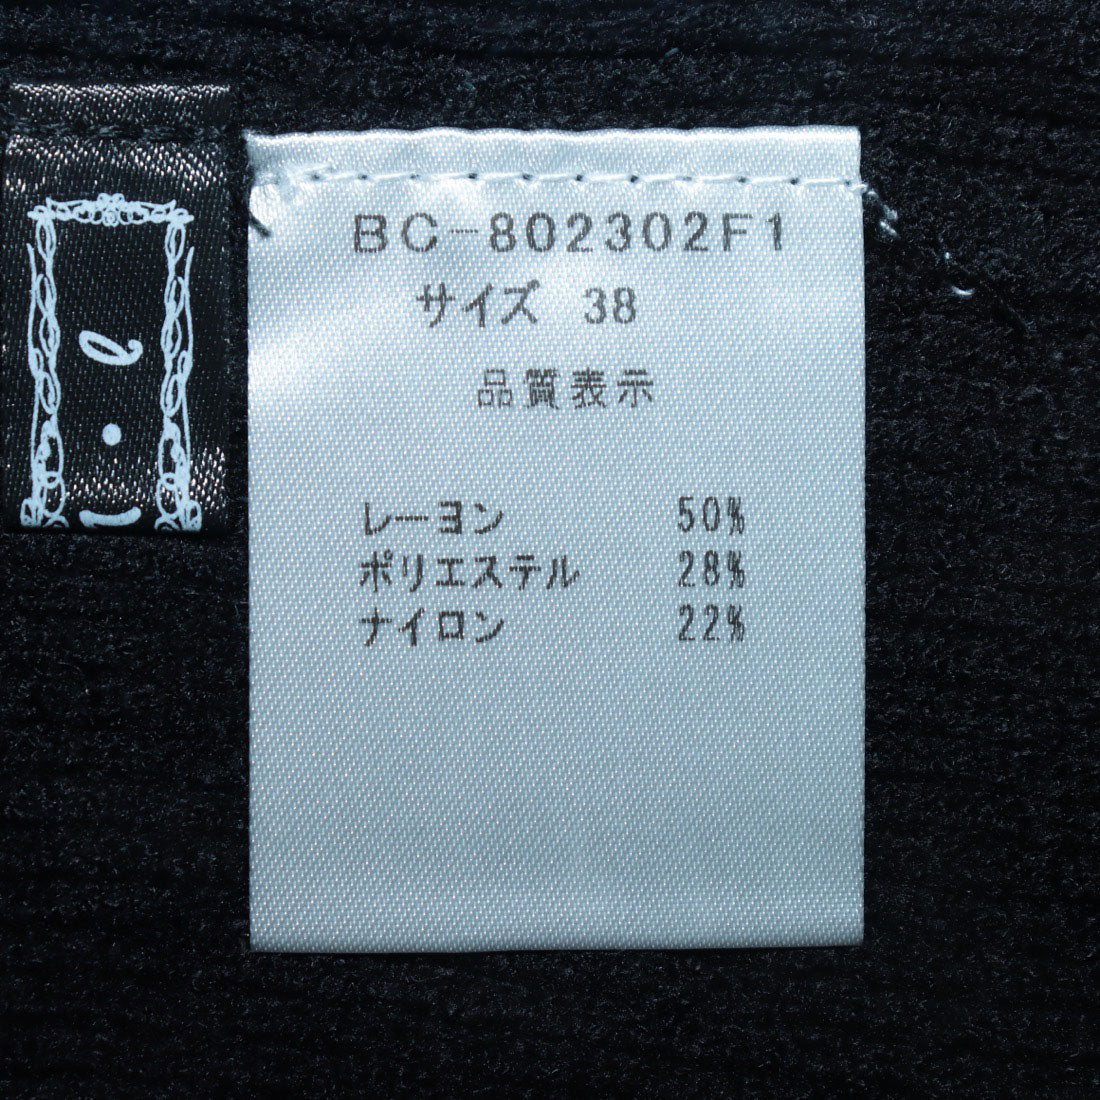 BC-802302F1
サイズ 38
品質表示
レーヨン 50%
ポリエステル 28%
ナイロン 22%